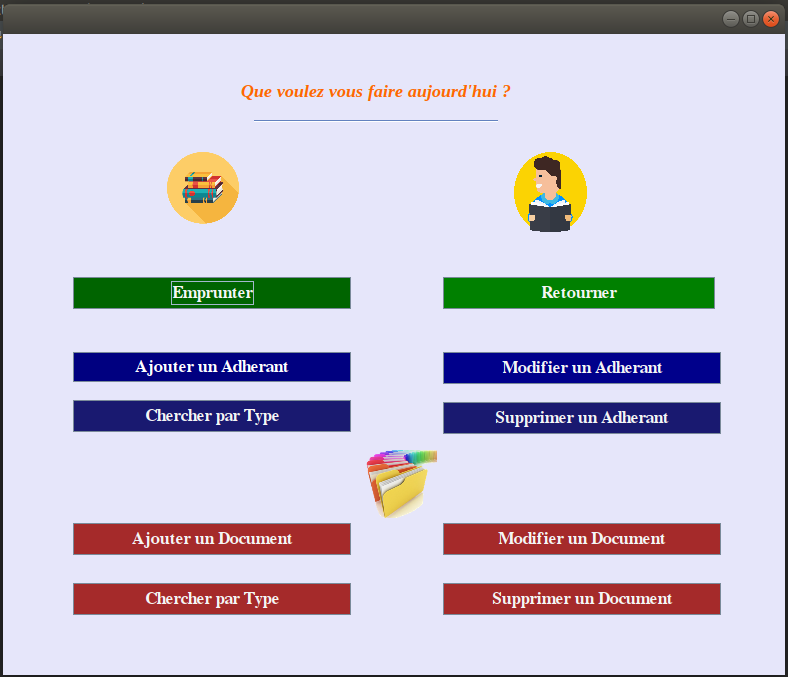 Que voulez vous faire aujourd'hui ?
Emprunter
Retourner
Ajouter un Adherant
Modifier un Adherant
Chercher par Type
Supprimer un Adherant
Ajouter un Document
Modifier un Document
Chercher par Type
Supprimer un Document